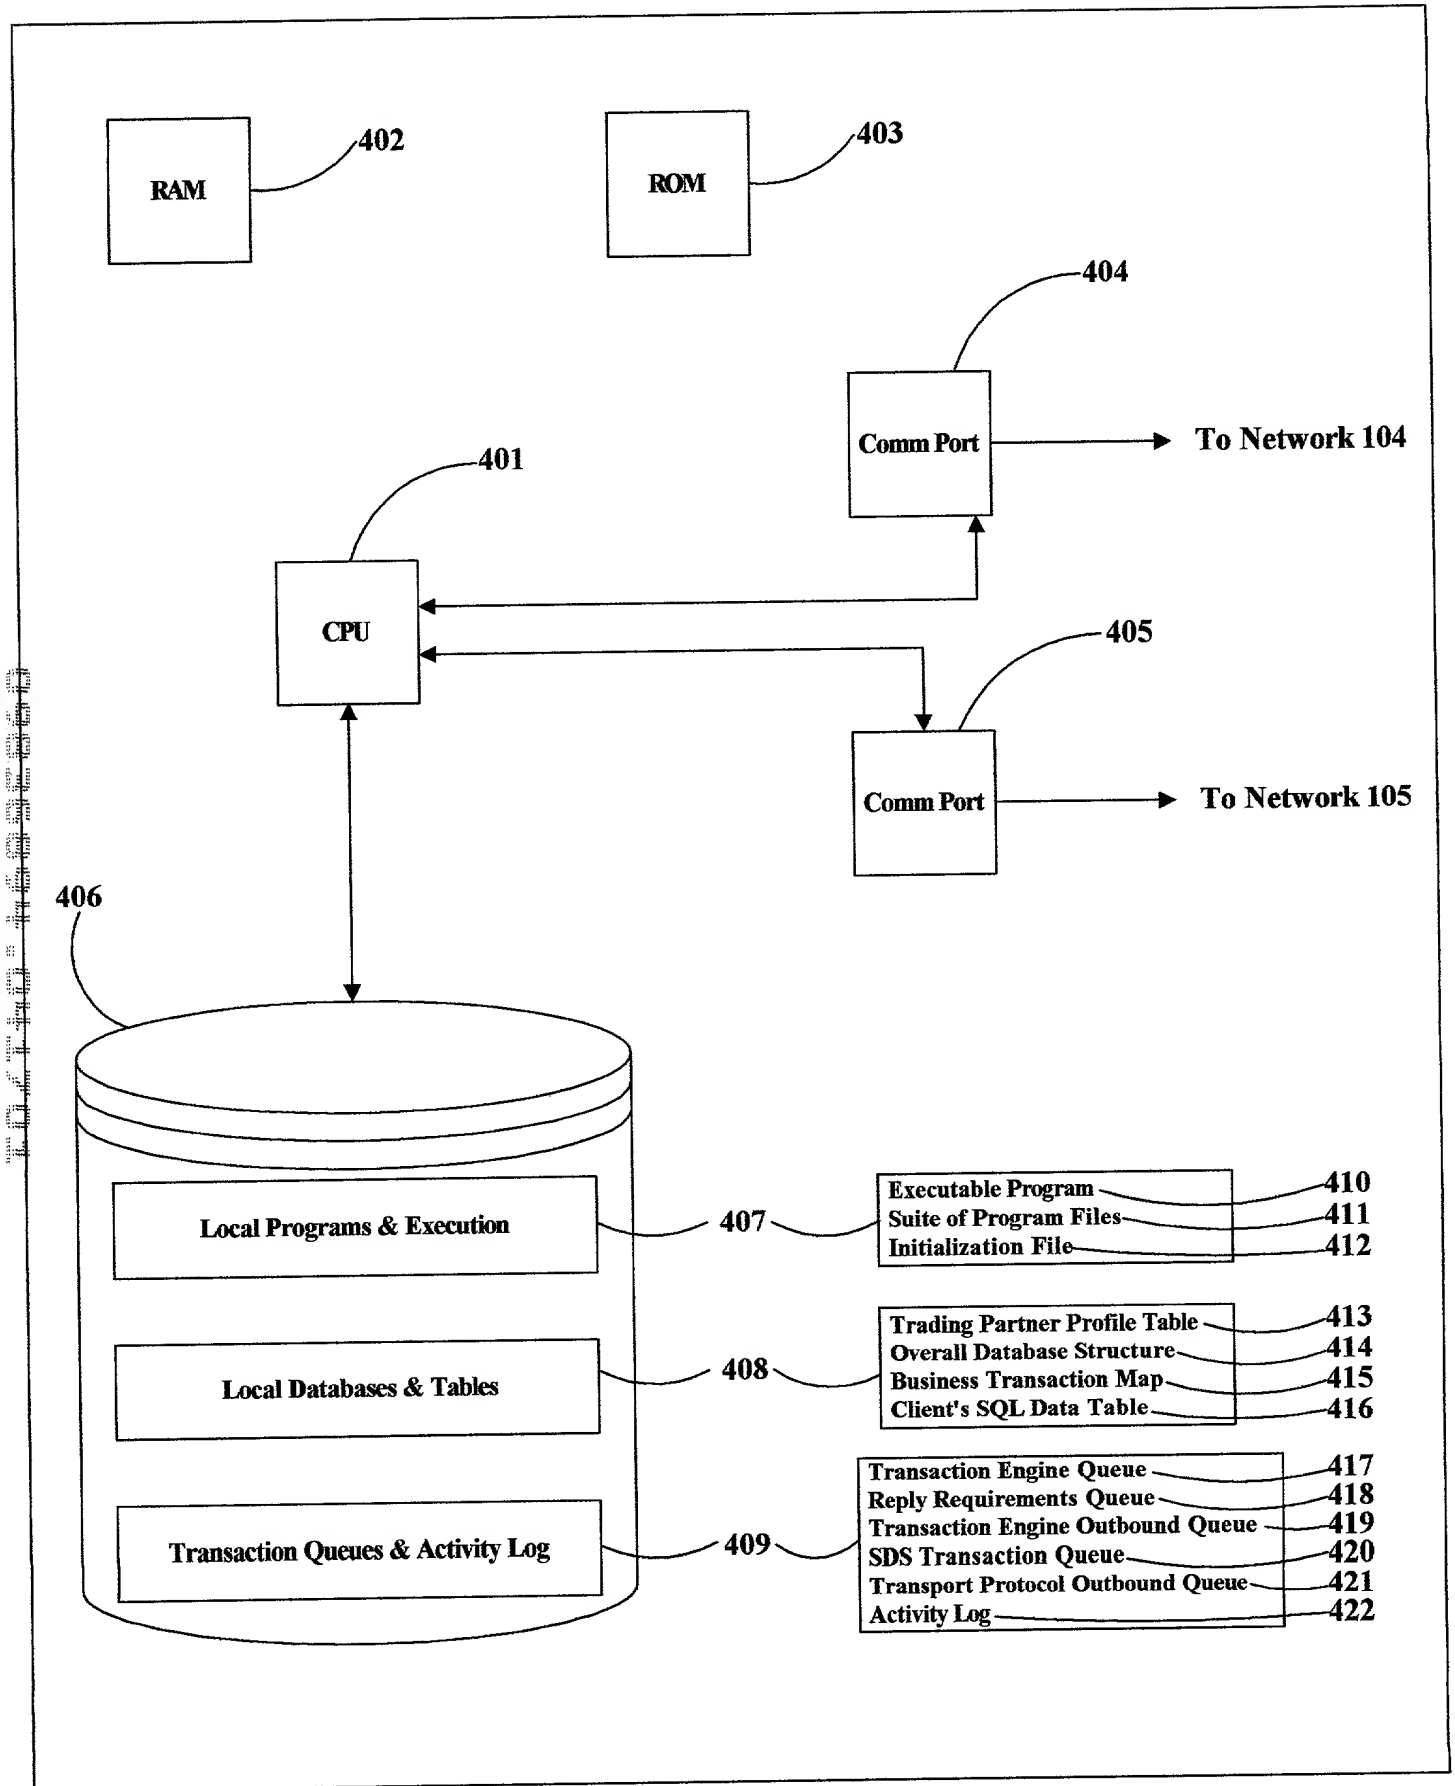 402
403
RAM
ROM
404
Comm Port
To Network 104
401
CPU
405
Comm Port
To Network 105
406
Local Programs & Execution
407
Executable Program
410
Suite of Program Files
411
Initialization File
412
Local Databases & Tables
408
Trading Partner Profile Table
413
Overall Database Structure
414
Business Transaction Map
415
Client's SQL Data Table
416
Transaction Queues & Activity Log
409
Transaction Engine Queue
417
Reply Requirements Queue
418
Transaction Engine Outbound Queue
419
SDS Transaction Queue
420
Transport Protocol Outbound Queue
421
Activity Log
422